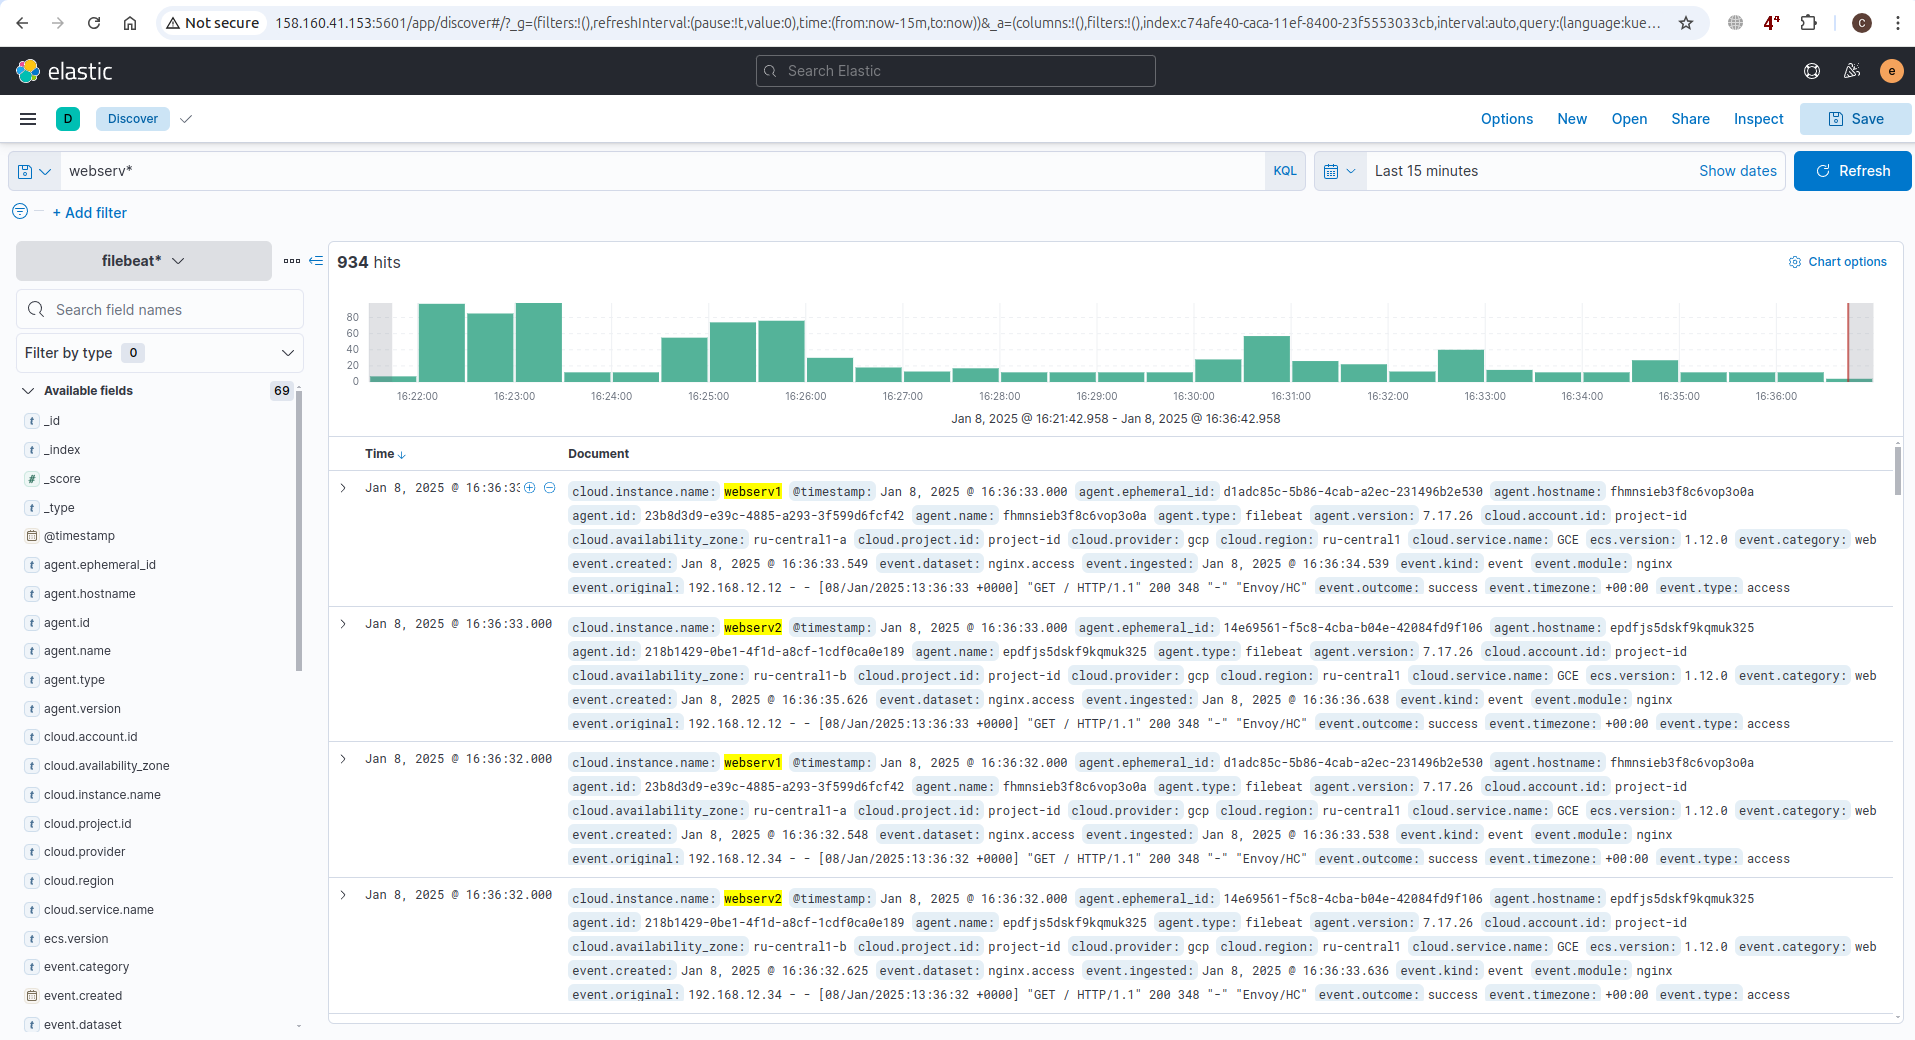 Not secure 158.160.41.153:5601/app/discover#/?_g=(filters:!(),refreshInterval:(pause:!t,value:0),time:(from:now-15m,to:now))&_a=(columns:!(),filters:!(),index:c74afe40-caca-11ef-8400-23f5553033cb,interval:auto,query:(language:kue... 4⁴ C
elastic Search Elastic e
D Discover Options New Open Share Inspect Save
webserv* KQL Last 15 minutes Show dates Refresh
+ Add filter
filebeat*
934 hits Chart options
Search field names
Filter by type 0
Available fields 69
_id
_index
_score
_type
@timestamp
agent.ephemeral_id
agent.hostname
agent.id
agent.name
agent.type
agent.version
cloud.account.id
cloud.availability_zone
cloud.instance.name
cloud.project.id
cloud.provider
cloud.region
cloud.service.name
ecs.version
event.category
event.created
event.dataset
80
60
40
20
0
16:22:00 16:23:00 16:24:00 16:25:00 16:26:00 16:27:00 16:28:00 16:29:00 16:30:00 16:31:00 16:32:00 16:33:00 16:34:00 16:35:00 16:36:00
Jan 8, 2025 @ 16:21:42.958 - Jan 8, 2025 @ 16:36:42.958
Time Document
Jan 8, 2025 @ 16:36:33 cloud.instance.name: webserv1 @timestamp: Jan 8, 2025 @ 16:36:33.000 agent.ephemeral_id: d1adc85c-5b86-4cab-a2ec-231496b2e530 agent.hostname: fhmnsieb3f8c6vop3o0a
agent.id: 23b8d3d9-e39c-4885-a293-3f599d6fcf42 agent.name: fhmnsieb3f8c6vop3o0a agent.type: filebeat agent.version: 7.17.26 cloud.account.id: project-id
cloud.availability_zone: ru-central1-a cloud.project.id: project-id cloud.provider: gcp cloud.region: ru-central1 cloud.service.name: GCE ecs.version: 1.12.0 event.category: web
event.created: Jan 8, 2025 @ 16:36:33.549 event.dataset: nginx.access event.ingested: Jan 8, 2025 @ 16:36:34.539 event.kind: event event.module: nginx
event.original: 192.168.12.12 - - [08/Jan/2025:13:36:33 +0000] "GET / HTTP/1.1" 200 348 "-" "Envoy/HC" event.outcome: success event.timezone: +00:00 event.type: access
Jan 8, 2025 @ 16:36:33.000 cloud.instance.name: webserv2 @timestamp: Jan 8, 2025 @ 16:36:33.000 agent.ephemeral_id: 14e69561-f5c8-4cba-b04e-42084fd9f106 agent.hostname: epdfjs5dskf9kqmuk325
agent.id: 218b1429-0be1-4f1d-a8cf-1cdf0ca0e189 agent.name: epdfjs5dskf9kqmuk325 agent.type: filebeat agent.version: 7.17.26 cloud.account.id: project-id
cloud.availability_zone: ru-central1-b cloud.project.id: project-id cloud.provider: gcp cloud.region: ru-central1 cloud.service.name: GCE ecs.version: 1.12.0 event.category: web
event.created: Jan 8, 2025 @ 16:36:35.626 event.dataset: nginx.access event.ingested: Jan 8, 2025 @ 16:36:36.638 event.kind: event event.module: nginx
event.original: 192.168.12.12 - - [08/Jan/2025:13:36:33 +0000] "GET / HTTP/1.1" 200 348 "-" "Envoy/HC" event.outcome: success event.timezone: +00:00 event.type: access
Jan 8, 2025 @ 16:36:32.000 cloud.instance.name: webserv1 @timestamp: Jan 8, 2025 @ 16:36:32.000 agent.ephemeral_id: d1adc85c-5b86-4cab-a2ec-231496b2e530 agent.hostname: fhmnsieb3f8c6vop3o0a
agent.id: 23b8d3d9-e39c-4885-a293-3f599d6fcf42 agent.name: fhmnsieb3f8c6vop3o0a agent.type: filebeat agent.version: 7.17.26 cloud.account.id: project-id
cloud.availability_zone: ru-central1-a cloud.project.id: project-id cloud.provider: gcp cloud.region: ru-central1 cloud.service.name: GCE ecs.version: 1.12.0 event.category: web
event.created: Jan 8, 2025 @ 16:36:32.548 event.dataset: nginx.access event.ingested: Jan 8, 2025 @ 16:36:33.538 event.kind: event event.module: nginx
event.original: 192.168.12.34 - - [08/Jan/2025:13:36:32 +0000] "GET / HTTP/1.1" 200 348 "-" "Envoy/HC" event.outcome: success event.timezone: +00:00 event.type: access
Jan 8, 2025 @ 16:36:32.000 cloud.instance.name: webserv2 @timestamp: Jan 8, 2025 @ 16:36:32.000 agent.ephemeral_id: 14e69561-f5c8-4cba-b04e-42084fd9f106 agent.hostname: epdfjs5dskf9kqmuk325
agent.id: 218b1429-0be1-4f1d-a8cf-1cdf0ca0e189 agent.name: epdfjs5dskf9kqmuk325 agent.type: filebeat agent.version: 7.17.26 cloud.account.id: project-id
cloud.availability_zone: ru-central1-b cloud.project.id: project-id cloud.provider: gcp cloud.region: ru-central1 cloud.service.name: GCE ecs.version: 1.12.0 event.category: web
event.created: Jan 8, 2025 @ 16:36:32.625 event.dataset: nginx.access event.ingested: Jan 8, 2025 @ 16:36:33.636 event.kind: event event.module: nginx
event.original: 192.168.12.34 - - [08/Jan/2025:13:36:32 +0000] "GET / HTTP/1.1" 200 348 "-" "Envoy/HC" event.outcome: success event.timezone: +00:00 event.type: access